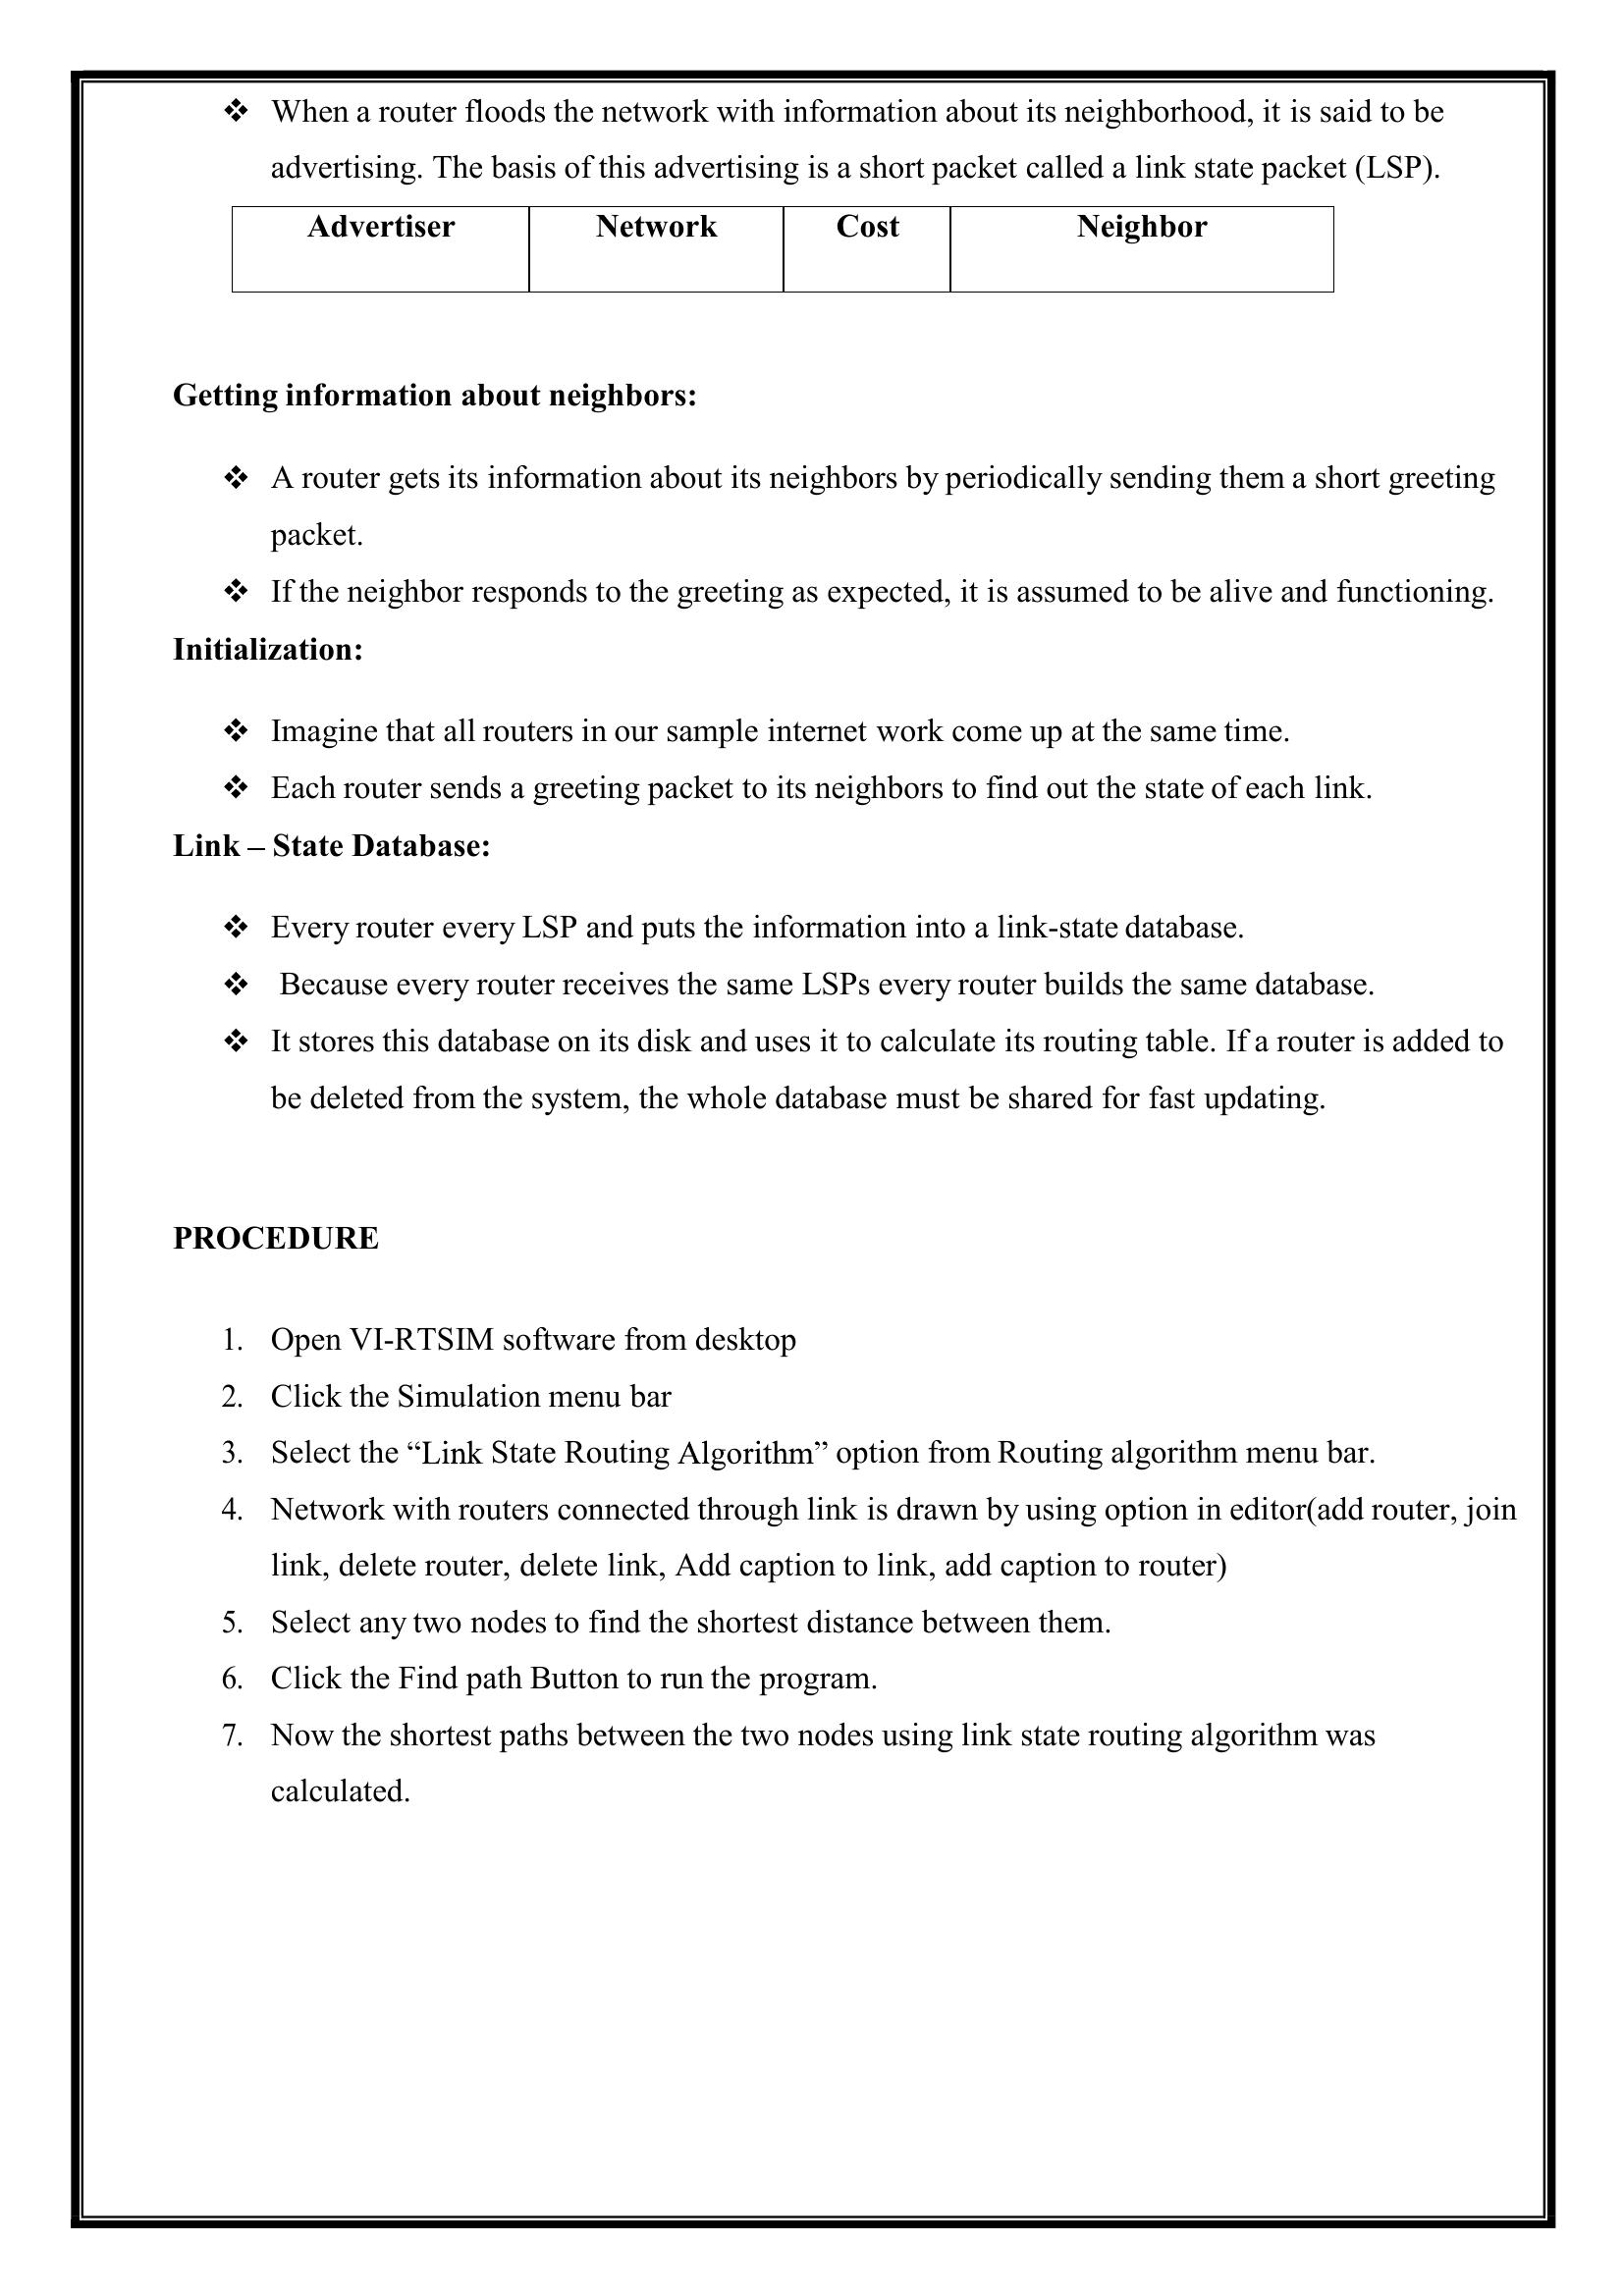 ❖ When a router floods the network with information about its neighborhood, it is said to be
advertising. The basis of this advertising is a short packet called a link state packet (LSP).
Advertiser Network Cost Neighbor
Getting information about neighbors:
❖ A router gets its information about its neighbors by periodically sending them a short greeting
packet.
❖ If the neighbor responds to the greeting as expected, it is assumed to be alive and functioning.
Initialization:
❖ Imagine that all routers in our sample internet work come up at the same time.
❖ Each router sends a greeting packet to its neighbors to find out the state of each link.
Link – State Database:
❖ Every router every LSP and puts the information into a link-state database.
❖ Because every router receives the same LSPs every router builds the same database.
❖ It stores this database on its disk and uses it to calculate its routing table. If a router is added to
be deleted from the system, the whole database must be shared for fast updating.
PROCEDURE
1. Open VI-RTSIM software from desktop
2. Click the Simulation menu bar
3. Select the “Link State Routing Algorithm” option from Routing algorithm menu bar.
4. Network with routers connected through link is drawn by using option in editor(add router, join
link, delete router, delete link, Add caption to link, add caption to router)
5. Select any two nodes to find the shortest distance between them.
6. Click the Find path Button to run the program.
7. Now the shortest paths between the two nodes using link state routing algorithm was
calculated.